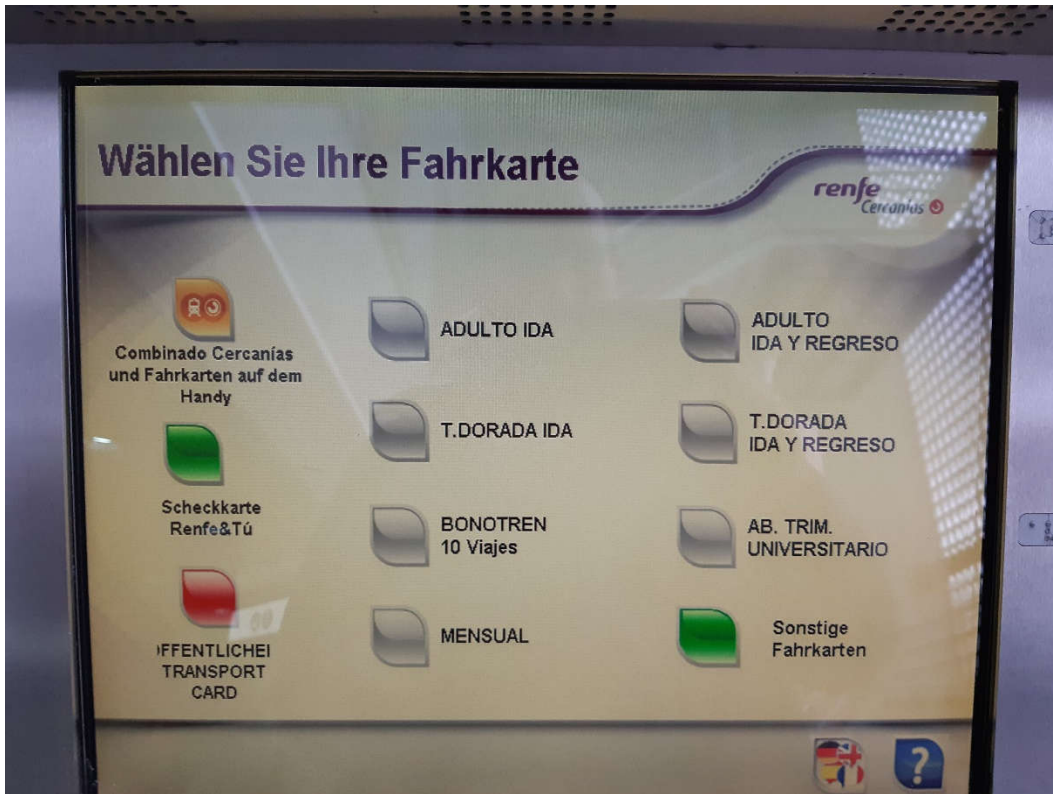 Wählen Sie Ihre Fahrkarte
renfe
Cercanías
Combinado Cercanías
und Fahrkarten auf dem
Handy
ADULTO IDA
ADULTO
IDA Y REGRESO
Scheckkarte
Renfe&Tú
T.DORADA IDA
T.DORADA
IDA Y REGRESO
BONOTREN
10 Viajes
AB. TRIM.
UNIVERSITARIO
FFENTLICHE
TRANSPORT
CARD
MENSUAL
Sonstige
Fahrkarten
?